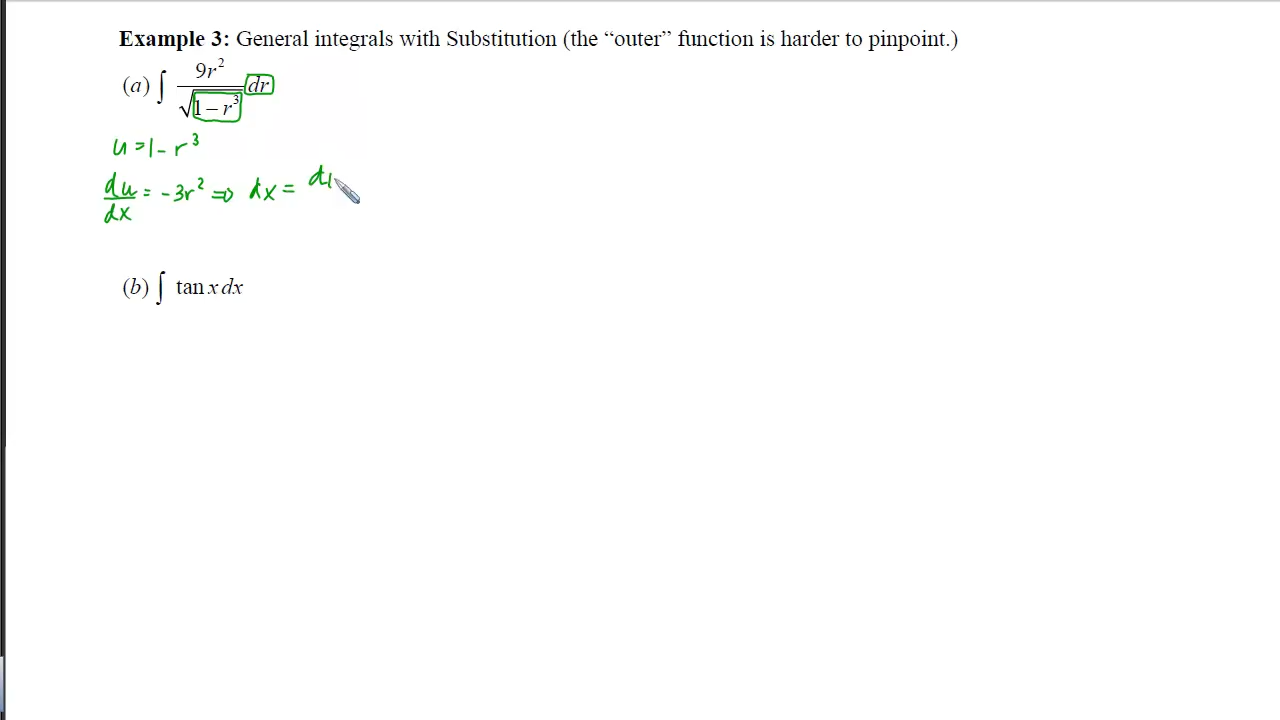 Example 3: General integrals with Substitution (the “outer” function is harder to pinpoint.)
(a) ∫ 9r² / √(1 − r³) dr
u = 1 - r³
du/dx = -3r² ⇒ dx = du
(b) ∫ tan x dx